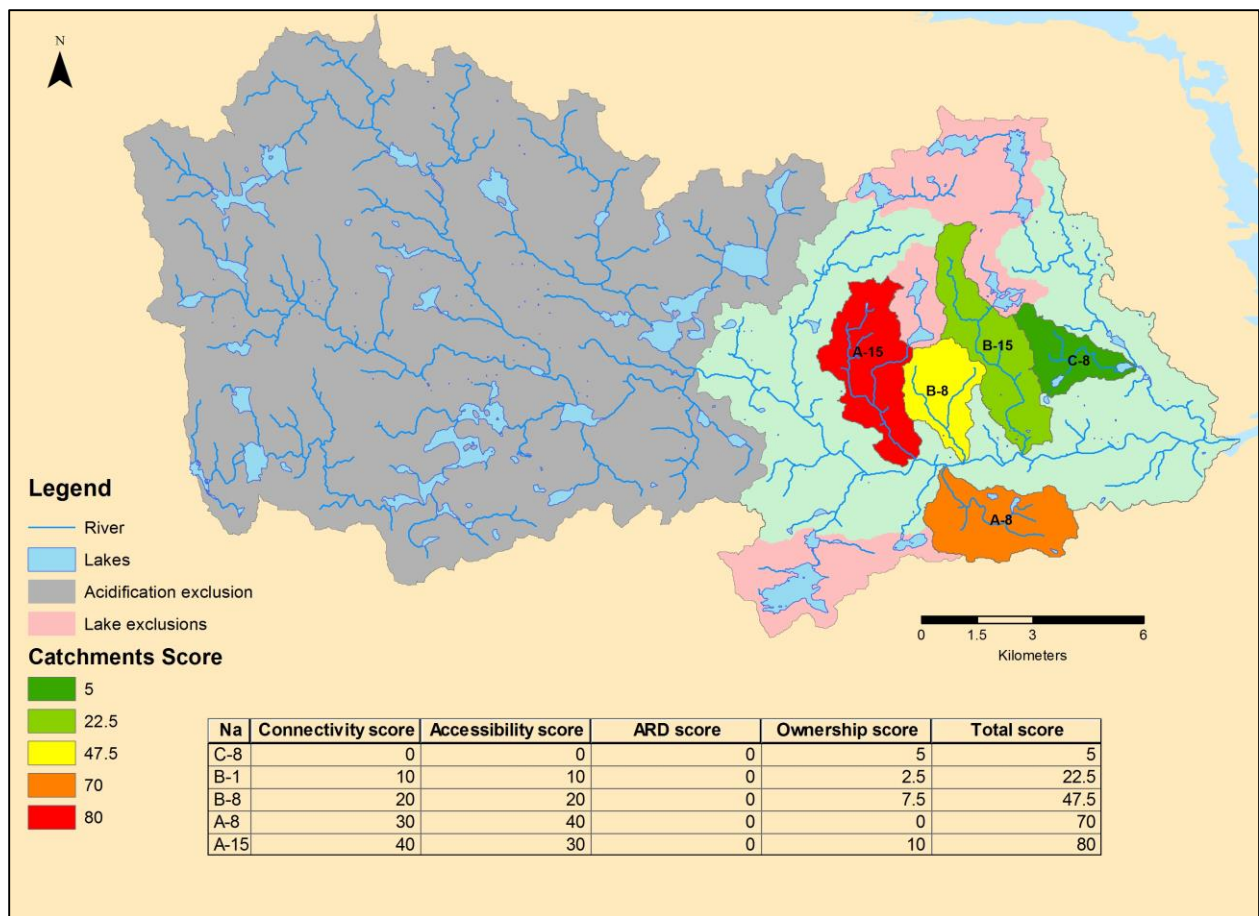 N
A-15
B-15
C-8
B-8
A-8
Legend
River
Lakes
Acidification exclusion
Lake exclusions
Catchments Score
5
22.5
47.5
70
80
0 1.5 3 6
Kilometers
Na Connectivity score Accessibility score ARD score Ownership score Total score
C-8 0 0 0 5 5
B-1 10 10 0 2.5 22.5
B-8 20 20 0 7.5 47.5
A-8 30 40 0 0 70
A-15 40 30 0 10 80